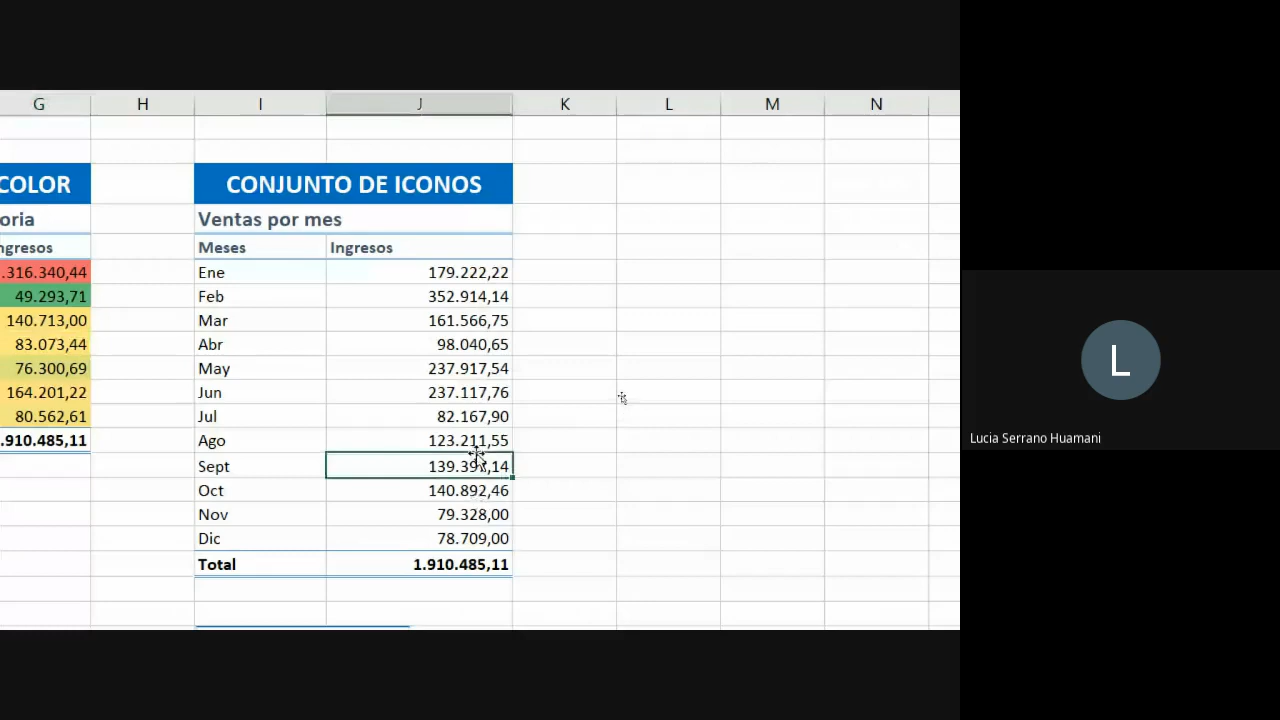 G H I J K L M N
COLOR CONJUNTO DE ICONOS
oria Ventas por mes
ngresos Meses Ingresos
.316.340,44 Ene 179.222,22
49.293,71 Feb 352.914,14
140.713,00 Mar 161.566,75
83.073,44 Abr 98.040,65
76.300,69 May 237.917,54
164.201,22 Jun 237.117,76
80.562,61 Jul 82.167,90
.910.485,11 Ago 123.211,55
Sept
Oct 140.892,46
Nov 79.328,00
Dic 78.709,00
Total 1.910.485,11
L
Lucia Serrano Huamani